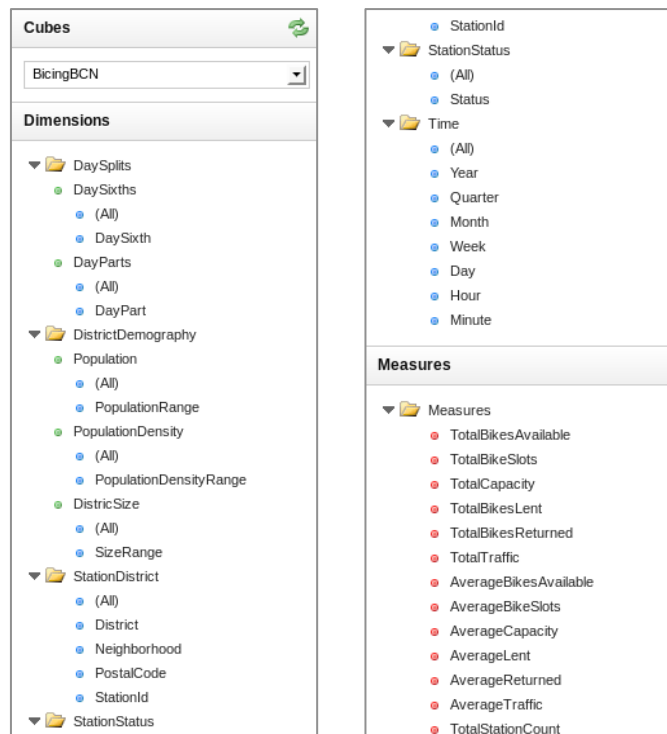 Cubes
BicingBCN
Dimensions
DaySplits
DaySixths
(All)
DaySixth
DayParts
(All)
DayPart
DistrictDemography
Population
(All)
PopulationRange
PopulationDensity
(All)
PopulationDensityRange
DistricSize
(All)
SizeRange
StationDistrict
(All)
District
Neighborhood
PostalCode
StationId
StationStatus
StationId
StationStatus
(All)
Status
Time
(All)
Year
Quarter
Month
Week
Day
Hour
Minute
Measures
Measures
TotalBikesAvailable
TotalBikeSlots
TotalCapacity
TotalBikesLent
TotalBikesReturned
TotalTraffic
AverageBikesAvailable
AverageBikeSlots
AverageCapacity
AverageLent
AverageReturned
AverageTraffic
TotalStationCount